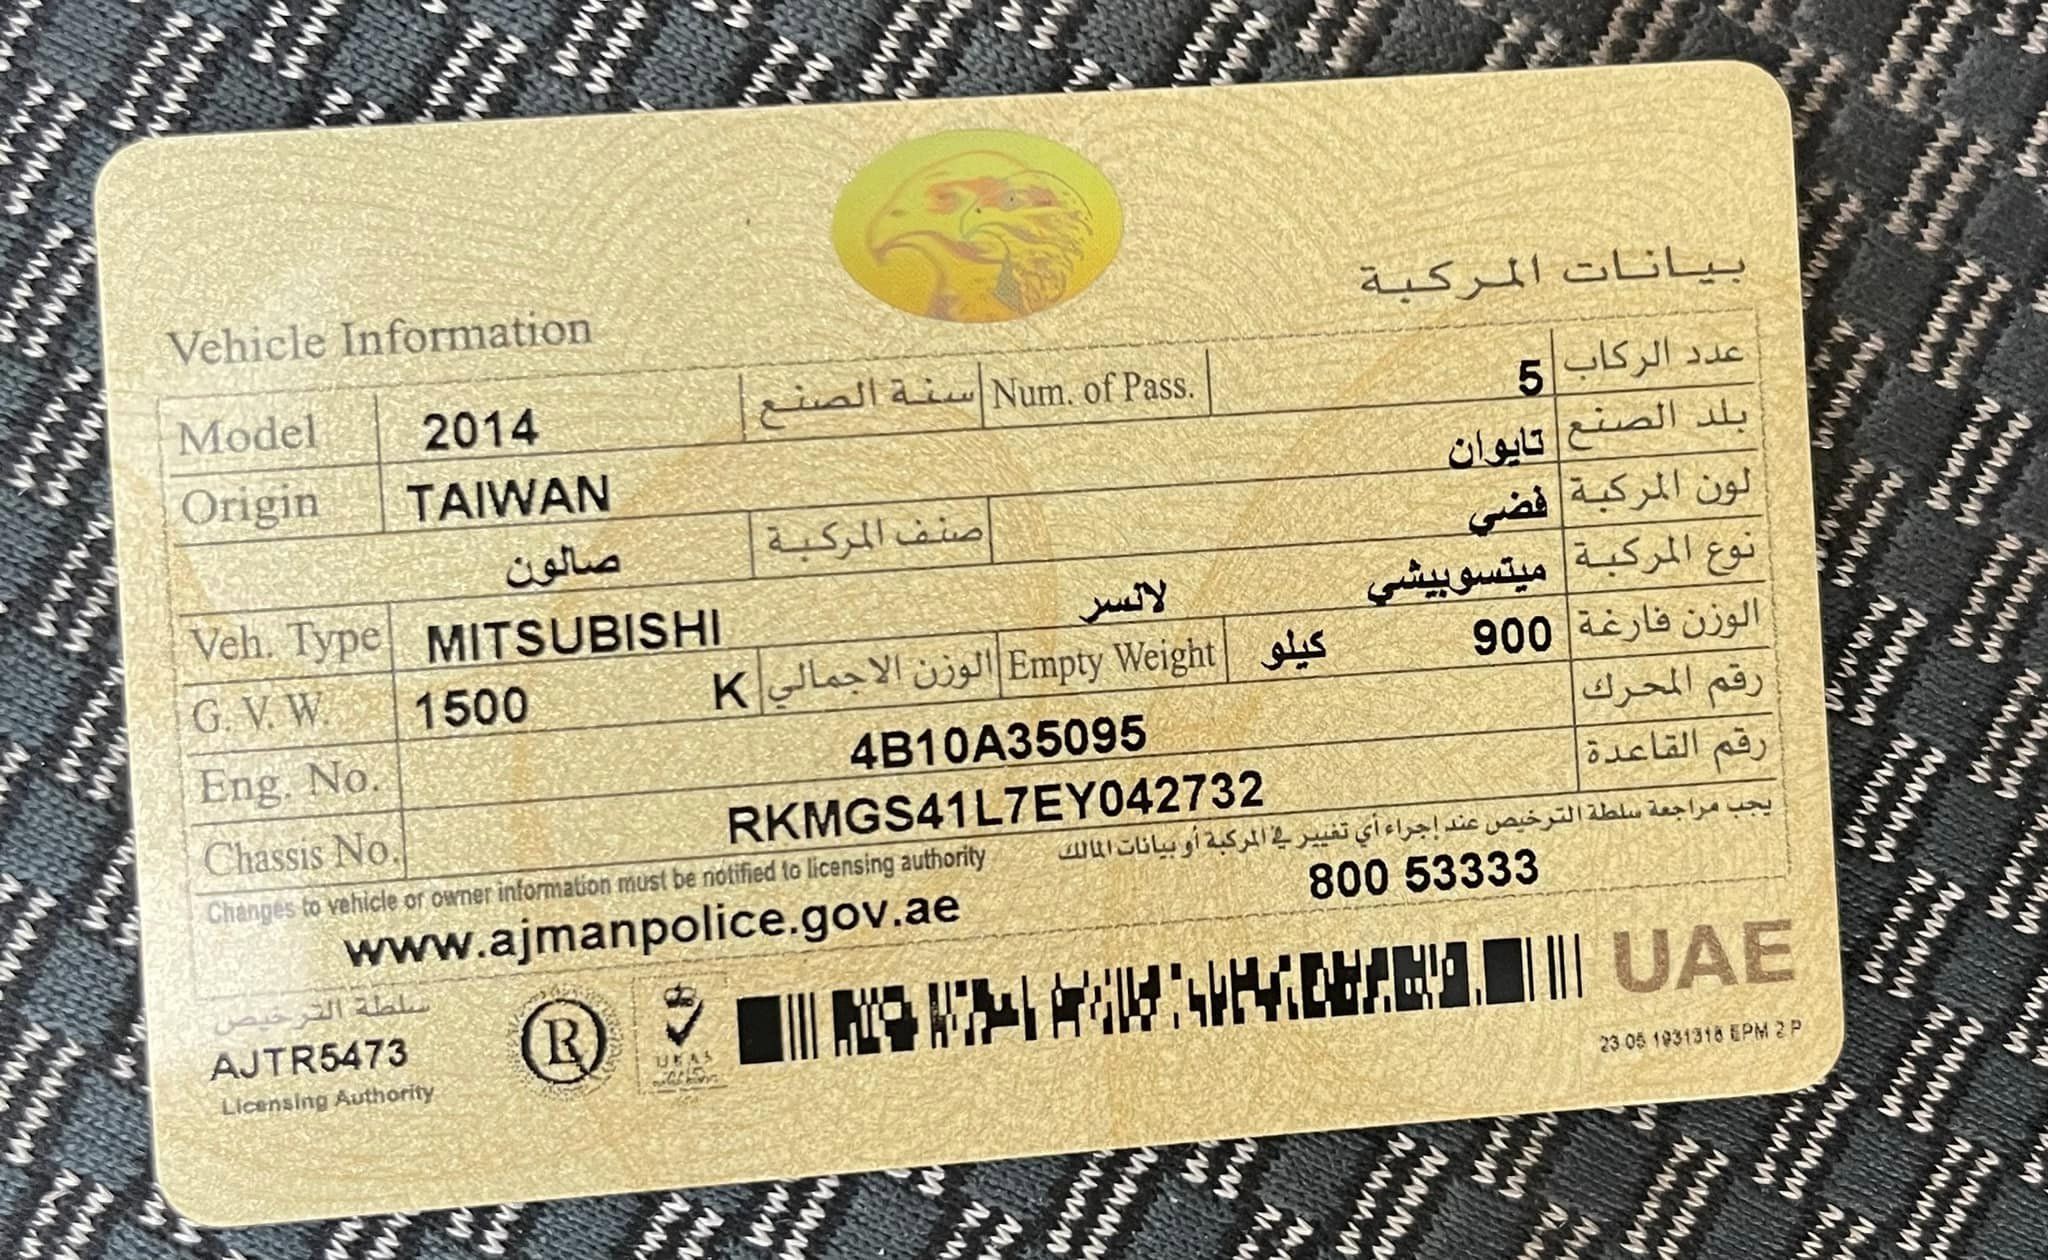 Vehicle Information بيانات المركبة
Model 2014 سنة الصنع Num. of Pass. 5 عدد الركاب
Origin TAIWAN تايوان بلد الصنع
صالون صنف المركبة فضي لون المركبة
Veh. Type MITSUBISHI لانسر ميتسوبيشي نوع المركبة
G. V. W. 1500 K الوزن الاجمالي Empty Weight كيلو 900 الوزن فارغة
Eng. No. 4B10A35095 رقم المحرك
Chassis No. RKMGS41L7EY042732 رقم القاعدة
Changes to vehicle or owner information must be notified to licensing authority يجب مراجعة سلطة الترخيص عند إجراء أي تغيير في المركبة أو بيانات المالك
www.ajmanpolice.gov.ae 800 53333
سلطة الترخيص
AJTR5473
Licensing Authority
R
UKAS
UAE
EPM 2 P